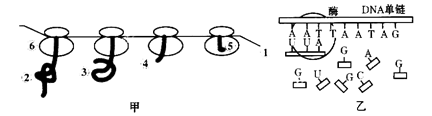 酶 DNA单链
6 2 3 4 5 1
A A T T A A T A G
U U A
G A
G U G C G
甲 乙